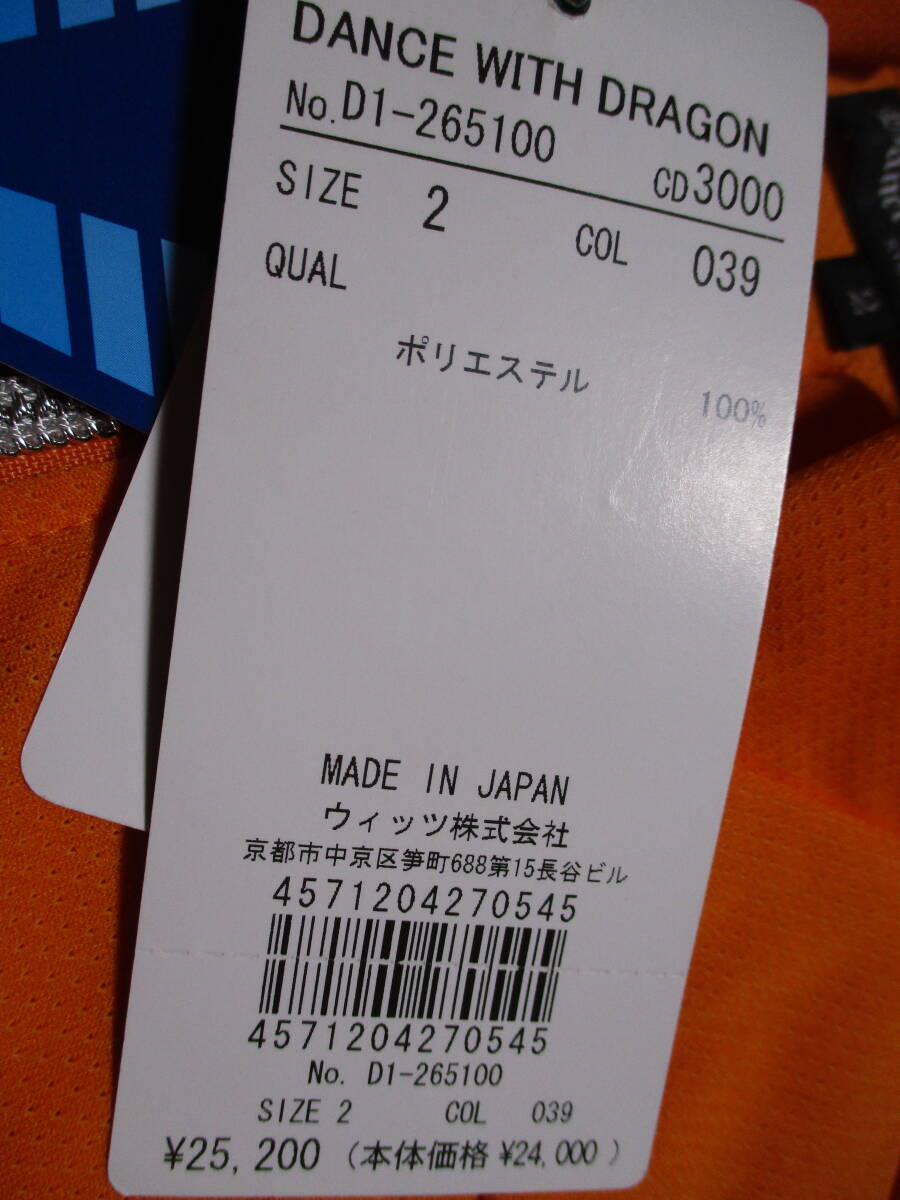 DANCE WITH DRAGON
No.D1-265100
CD3000
SIZE 2 COL 039
QUAL
ポリエステル 100%
MADE IN JAPAN
ウィッツ株式会社
京都市中京区笋町688第15長谷ビル
4571204270545
4571204270545
No. D1-265100
SIZE 2 COL 039
¥25,200 (本体価格 ¥24,000 )